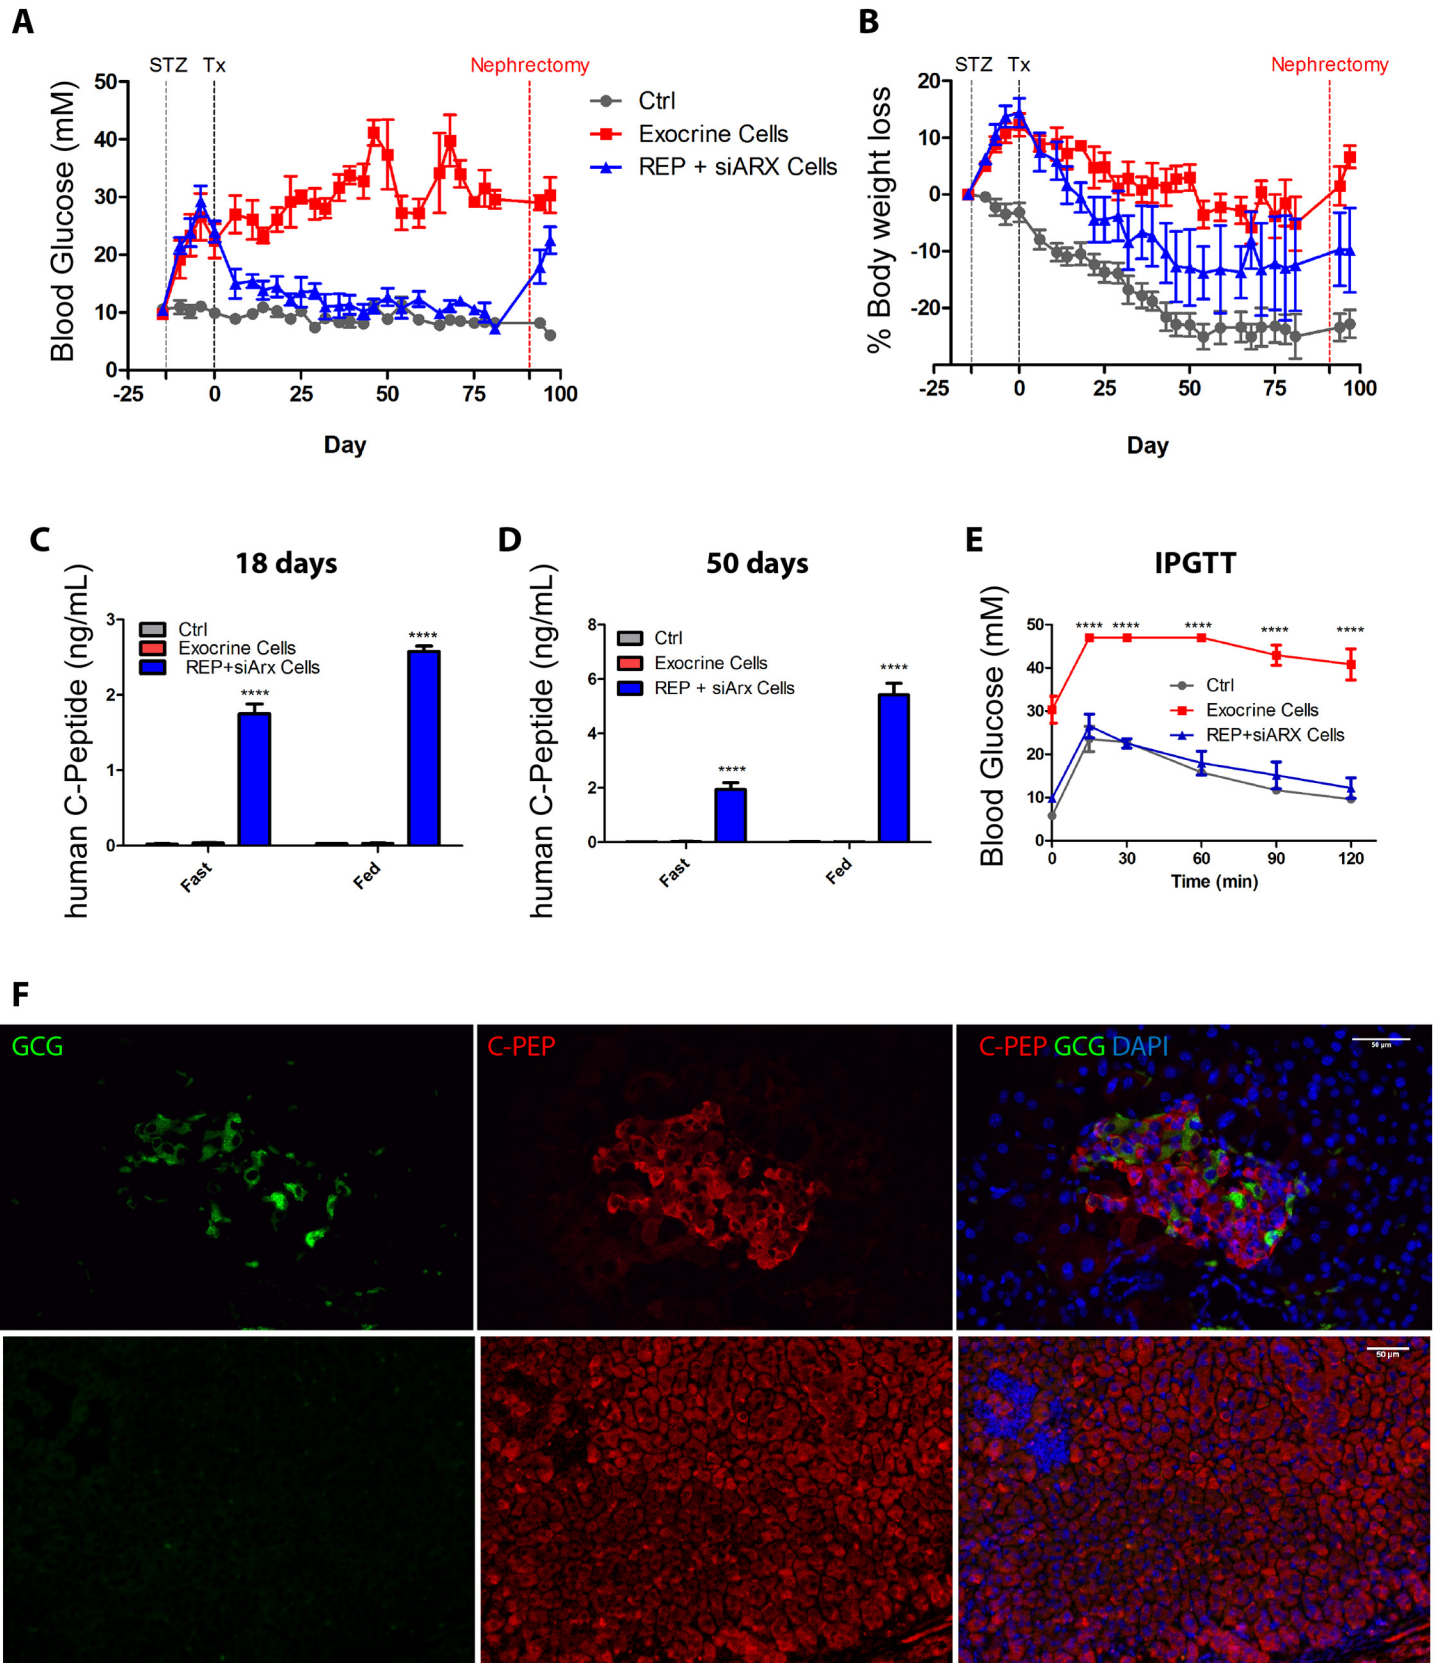 A
STZ Tx Nephrectomy
Blood Glucose (mM)
50
40
30
20
10
0
-25 0 25 50 75 100
Day
Ctrl
Exocrine Cells
REP + siARX Cells
B
STZ Tx Nephrectomy
% Body weight loss
20
10
0
-10
-20
-25 0 25 50 75 100
Day
C
18 days
human C-Peptide (ng/mL)
3
2
1
0
Ctrl
Exocrine Cells
REP+siArx Cells
****
****
Fast Fed
D
50 days
human C-Peptide (ng/mL)
8
6
4
2
0
Ctrl
Exocrine Cells
REP + siArx Cells
****
****
Fast Fed
E
IPGTT
Blood Glucose (mM)
50
40
30
20
10
0
**** **** **** **** ****
Ctrl
Exocrine Cells
REP+siARX Cells
0 30 60 90 120
Time (min)
F
GCG
C-PEP
C-PEP GCG DAPI
50 µm
50 µm